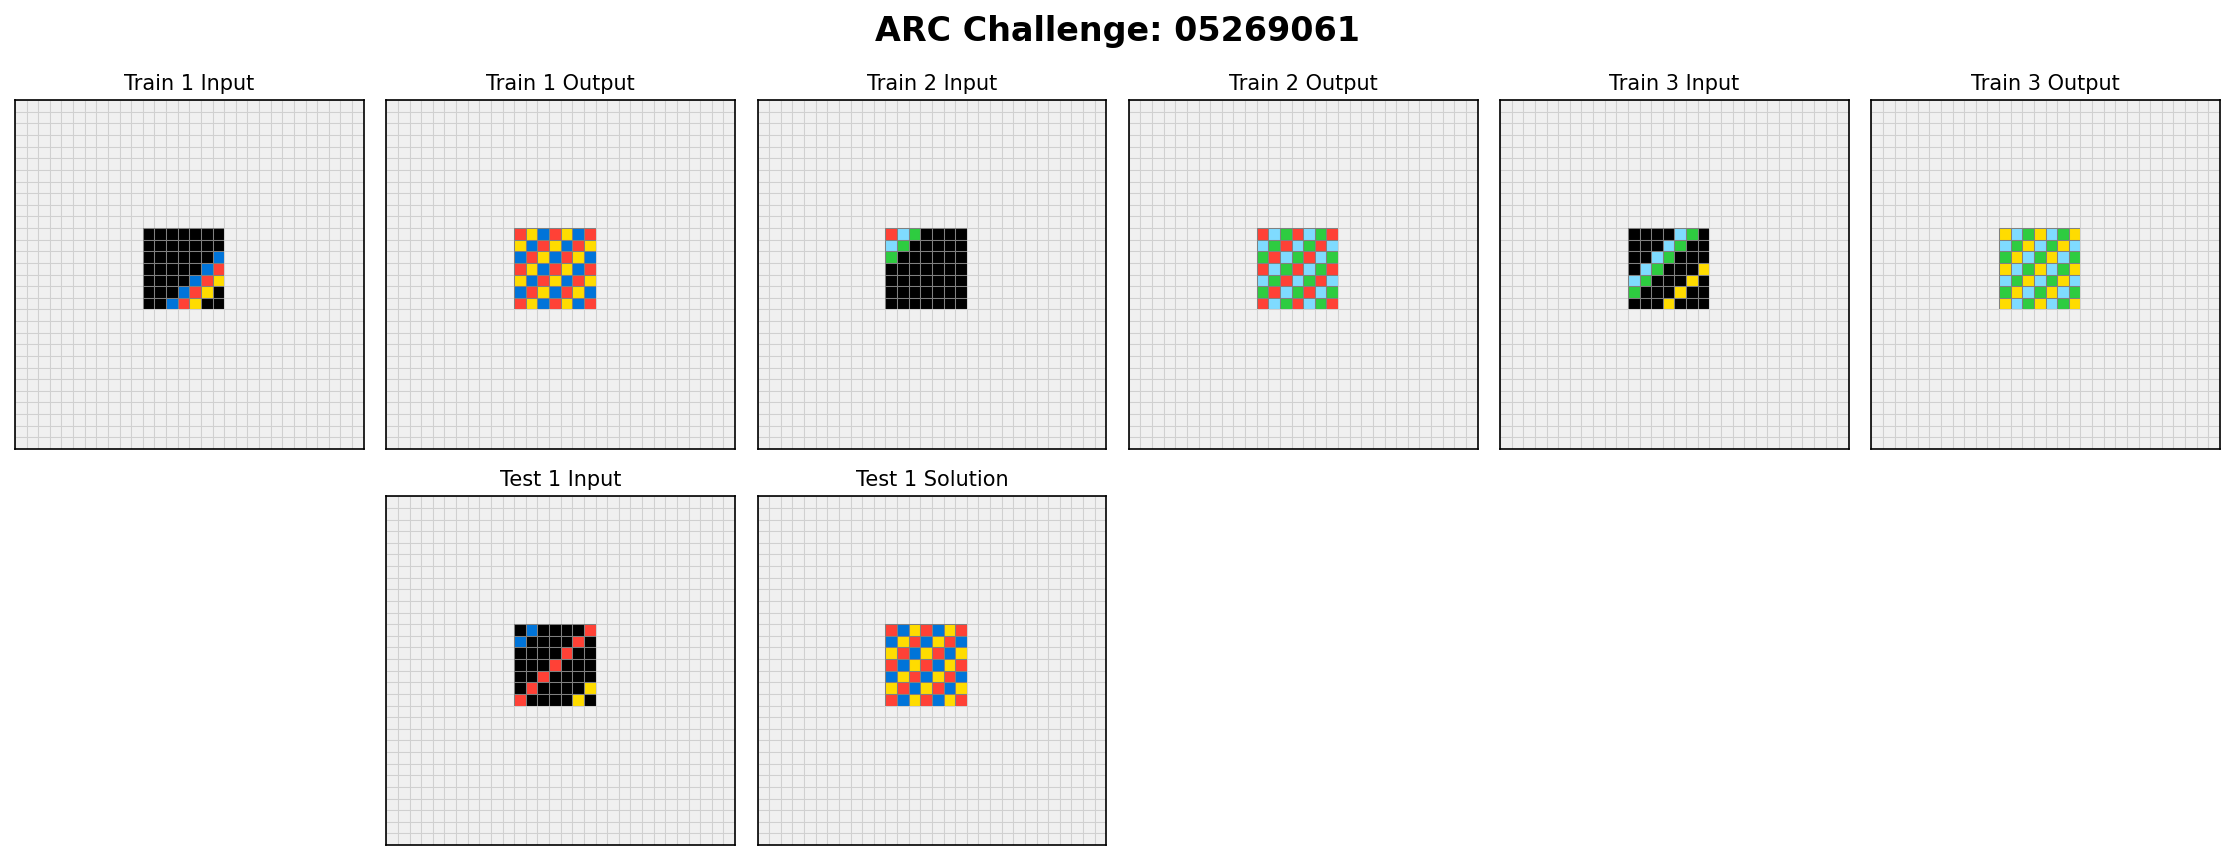 ARC Challenge: 05269061
Train 1 Input
Train 1 Output
Train 2 Input
Train 2 Output
Train 3 Input
Train 3 Output
Test 1 Input
Test 1 Solution